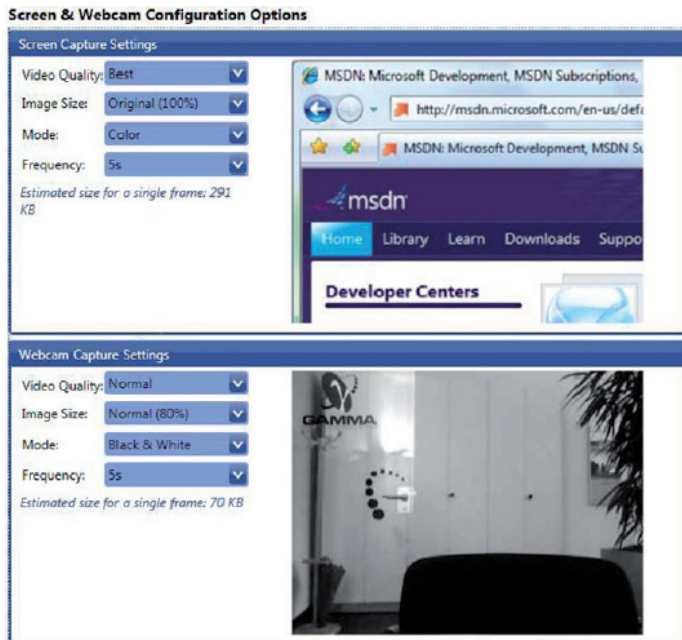 Screen & Webcam Configuration Options
Screen Capture Settings
Video Quality: Best
Image Size: Original (100%)
Mode: Color
Frequency: 5s
Estimated size for a single frame: 291
KB
MSDN: Microsoft Development, MSDN Subscriptions,
http://msdn.microsoft.com/en-us/defa
MSDN: Microsoft Development, MSDN Su
msdn
Home Library Learn Downloads Suppo
Developer Centers
Webcam Capture Settings
Video Quality: Normal
Image Size: Normal (80%)
Mode: Black & White
Frequency: 5s
Estimated size for a single frame: 70 KB
GAMMA